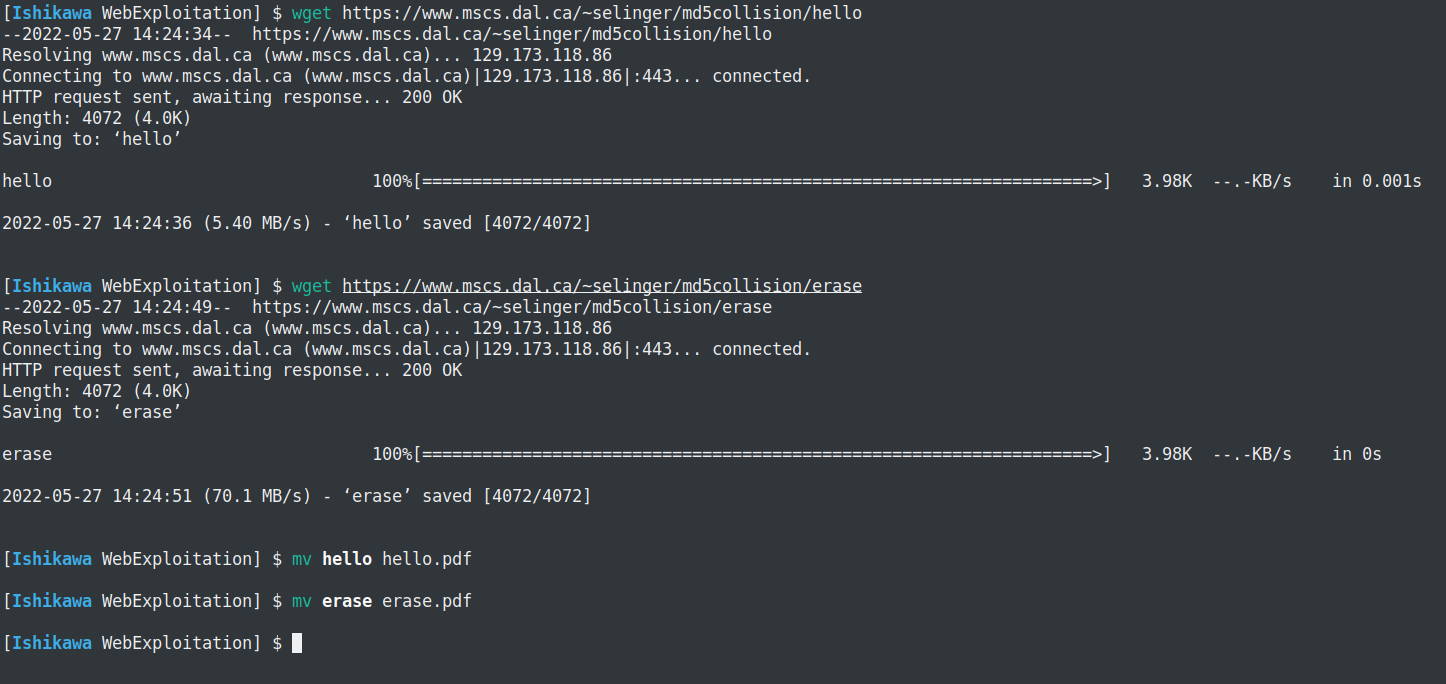 [Ishikawa WebExploitation] $ wget https://www.mscs.dal.ca/~selinger/md5collision/hello
--2022-05-27 14:24:34--  https://www.mscs.dal.ca/~selinger/md5collision/hello
Resolving www.mscs.dal.ca (www.mscs.dal.ca)... 129.173.118.86
Connecting to www.mscs.dal.ca (www.mscs.dal.ca)|129.173.118.86|:443... connected.
HTTP request sent, awaiting response... 200 OK
Length: 4072 (4.0K)
Saving to: ‘hello’
hello                                100%[===================================================================>]   3.98K  --.-KB/s    in 0.001s
2022-05-27 14:24:36 (5.40 MB/s) - ‘hello’ saved [4072/4072]
[Ishikawa WebExploitation] $ wget https://www.mscs.dal.ca/~selinger/md5collision/erase
--2022-05-27 14:24:49--  https://www.mscs.dal.ca/~selinger/md5collision/erase
Resolving www.mscs.dal.ca (www.mscs.dal.ca)... 129.173.118.86
Connecting to www.mscs.dal.ca (www.mscs.dal.ca)|129.173.118.86|:443... connected.
HTTP request sent, awaiting response... 200 OK
Length: 4072 (4.0K)
Saving to: ‘erase’
erase                                100%[===================================================================>]   3.98K  --.-KB/s    in 0s
2022-05-27 14:24:51 (70.1 MB/s) - ‘erase’ saved [4072/4072]
[Ishikawa WebExploitation] $ mv hello hello.pdf
[Ishikawa WebExploitation] $ mv erase erase.pdf
[Ishikawa WebExploitation] $